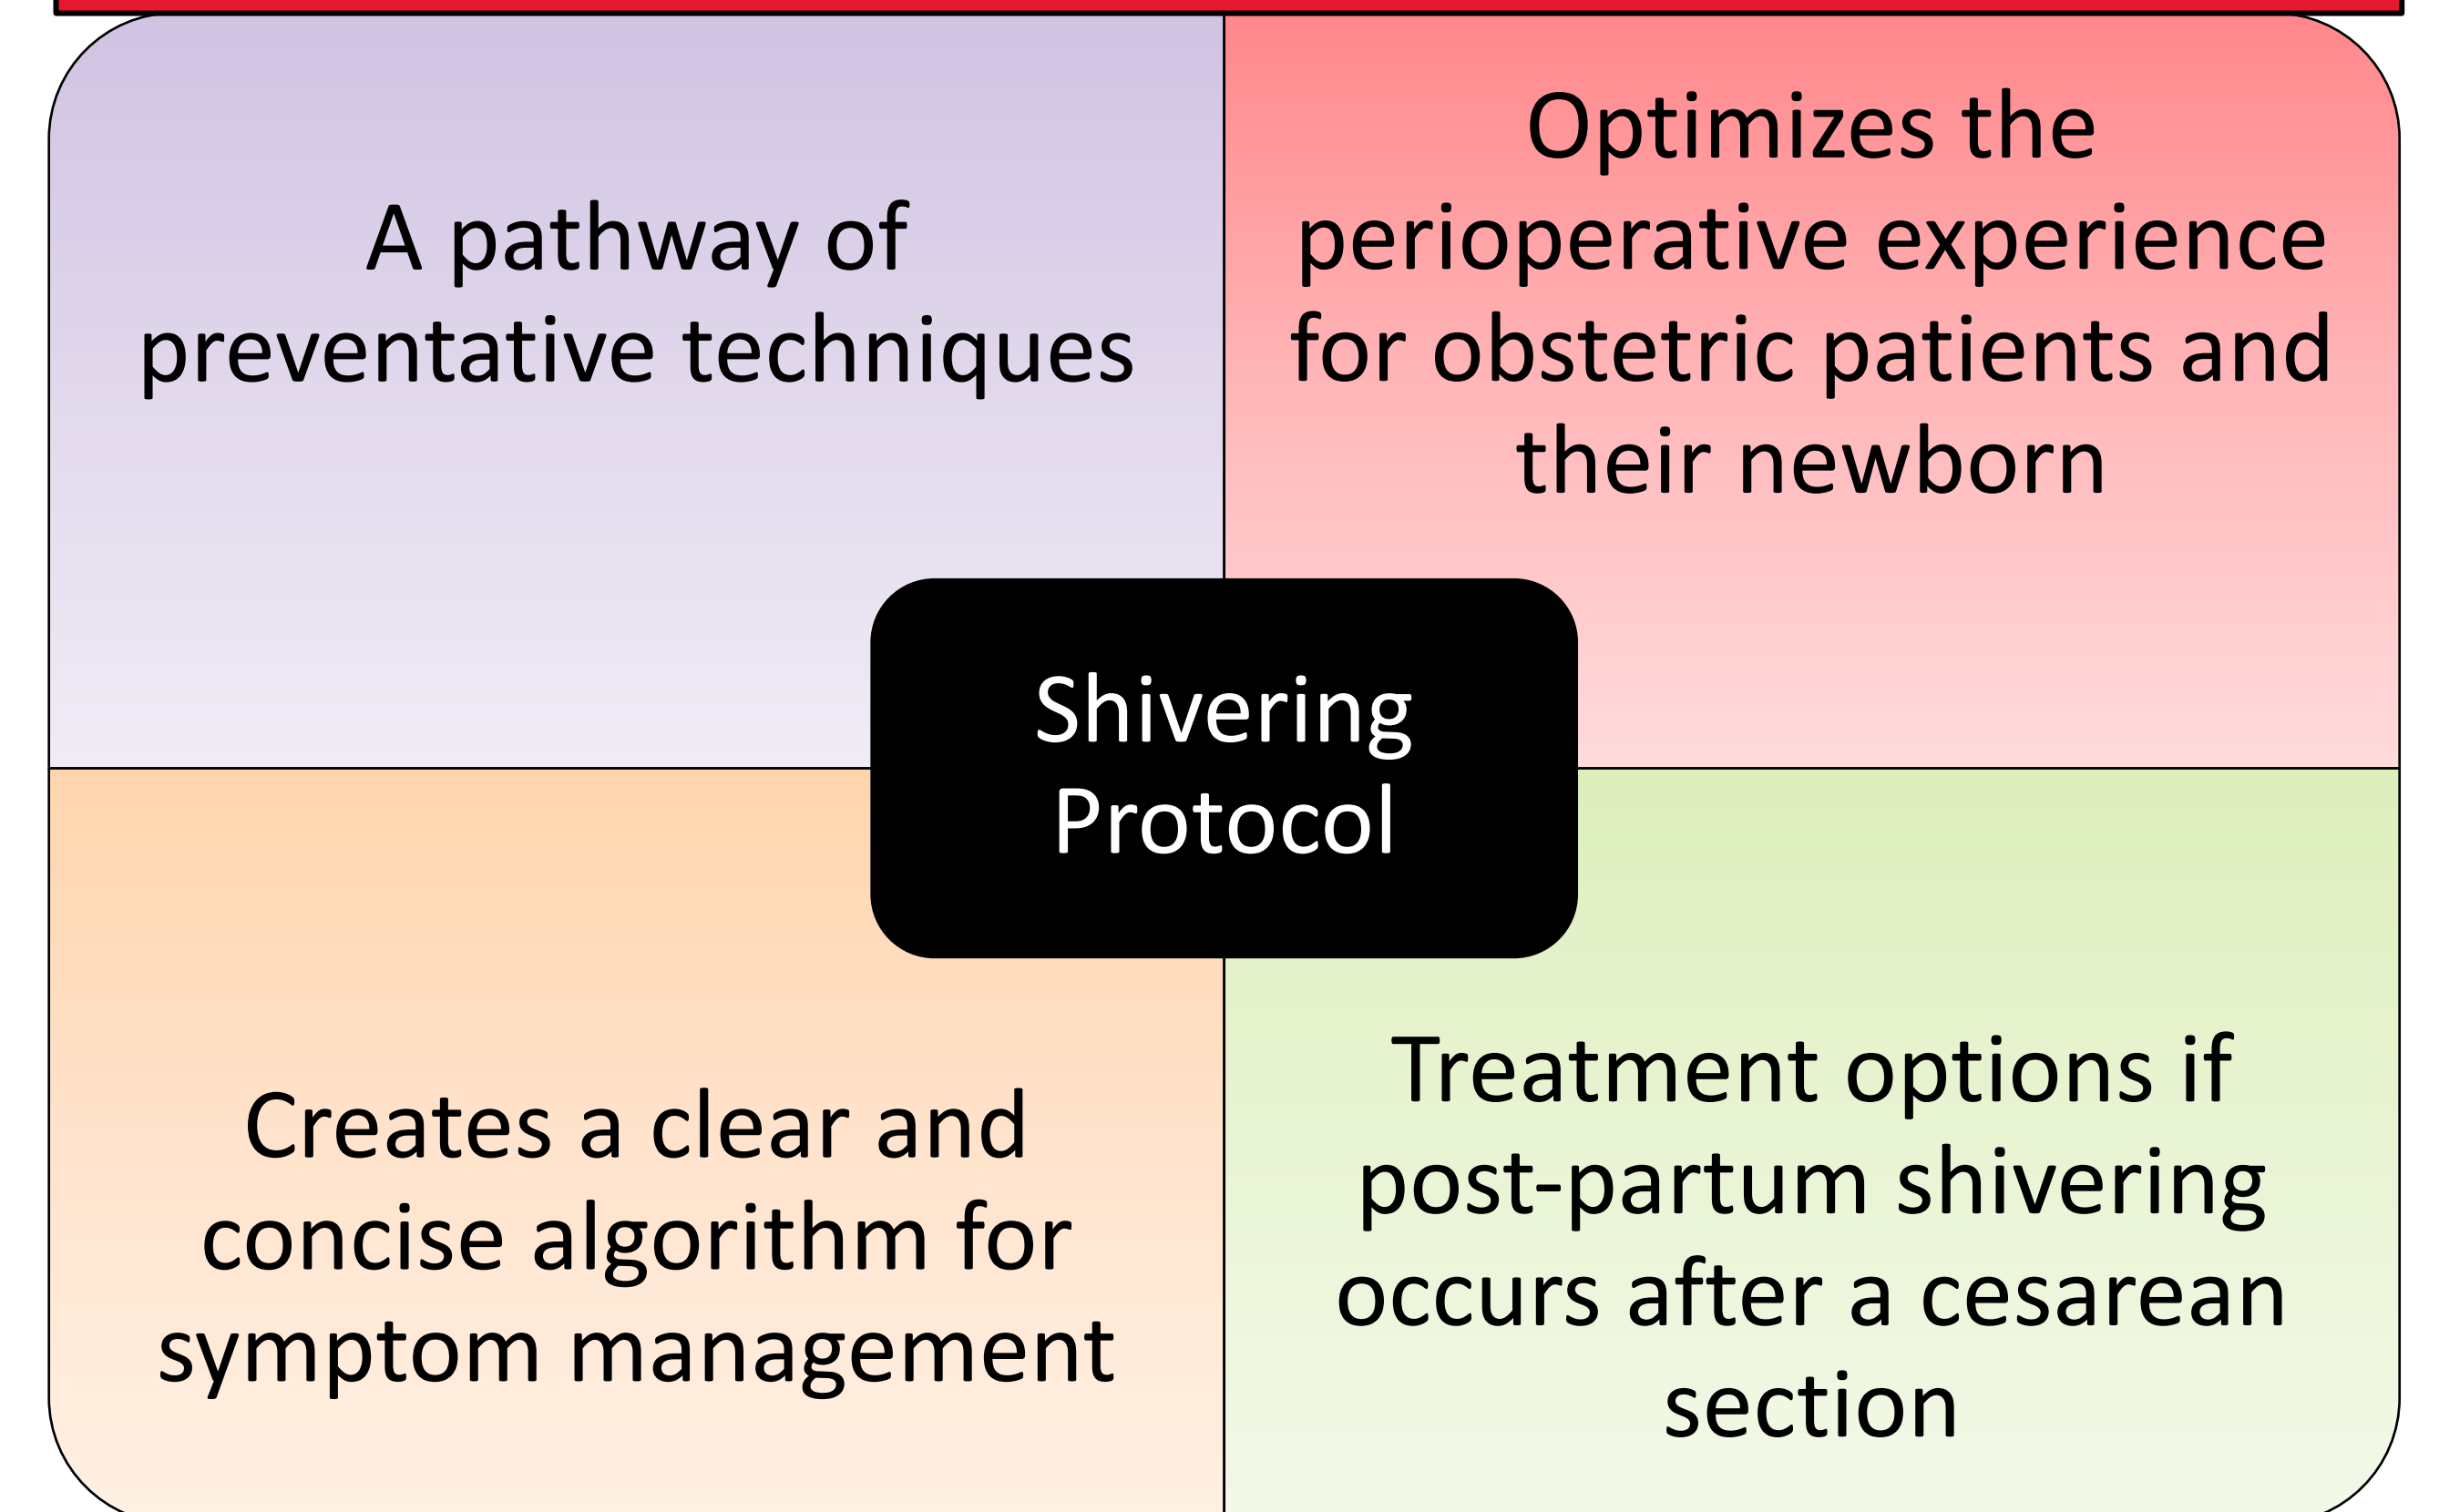 A pathway of
preventative techniques
Optimizes the
perioperative experience
for obstetric patients and
their newborn
Shivering
Protocol
Creates a clear and
concise algorithm for
symptom management
Treatment options if
post-partum shivering
occurs after a cesarean
section